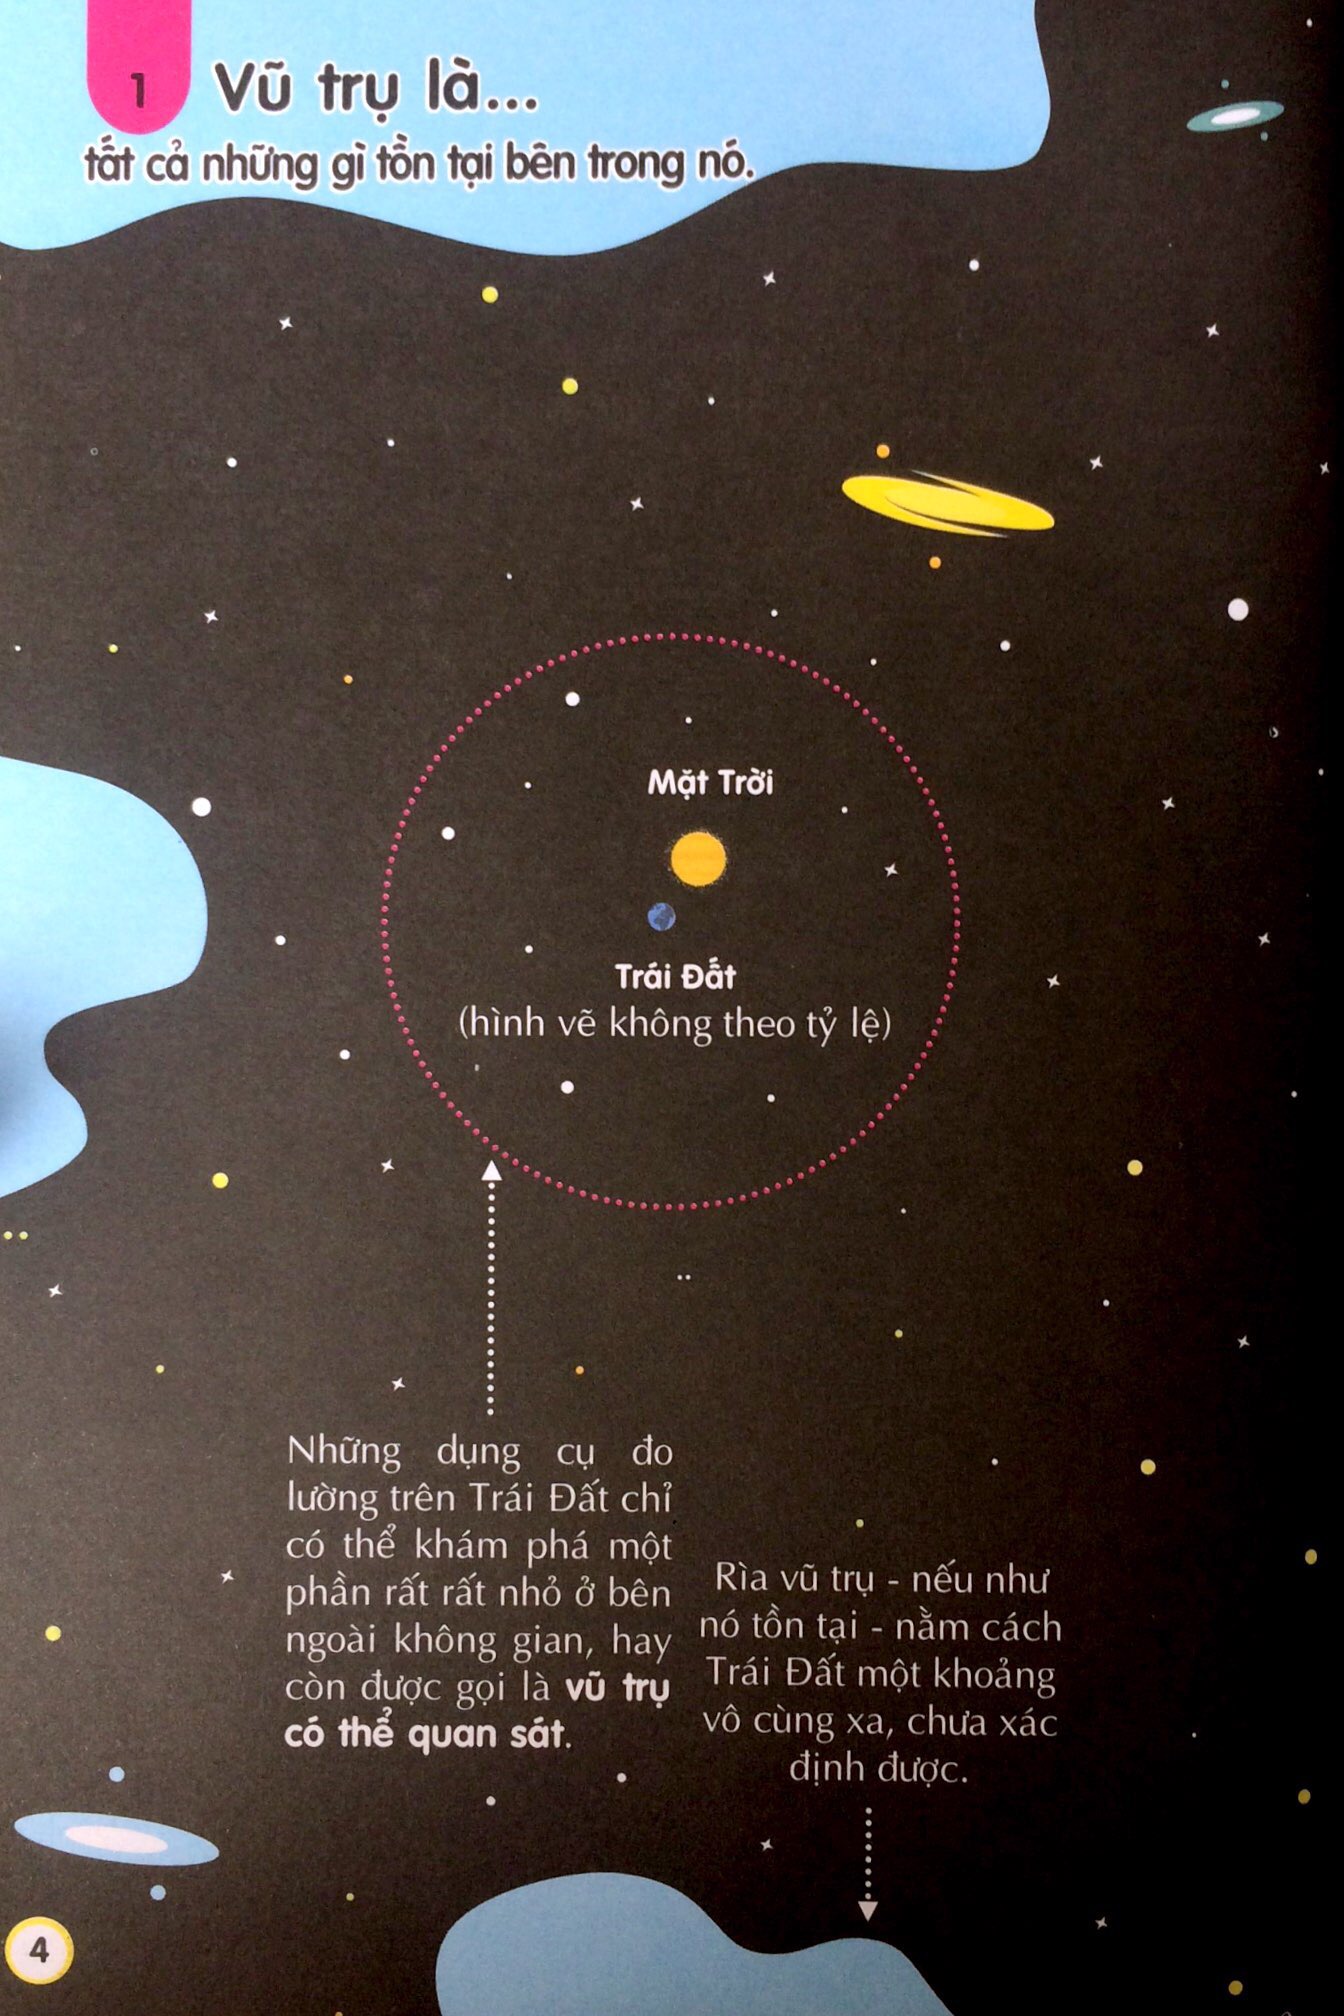 1
Vũ trụ là...
tất cả những gì tồn tại bên trong nó.
Mặt Trời
Trái Đất
(hình vẽ không theo tỷ lệ)
Những dụng cụ đo
lường trên Trái Đất chỉ
có thể khám phá một
phần rất rất nhỏ ở bên
ngoài không gian, hay
còn được gọi là vũ trụ
có thể quan sát.
Rìa vũ trụ - nếu như
nó tồn tại - nằm cách
Trái Đất một khoảng
vô cùng xa, chưa xác
định được.
4